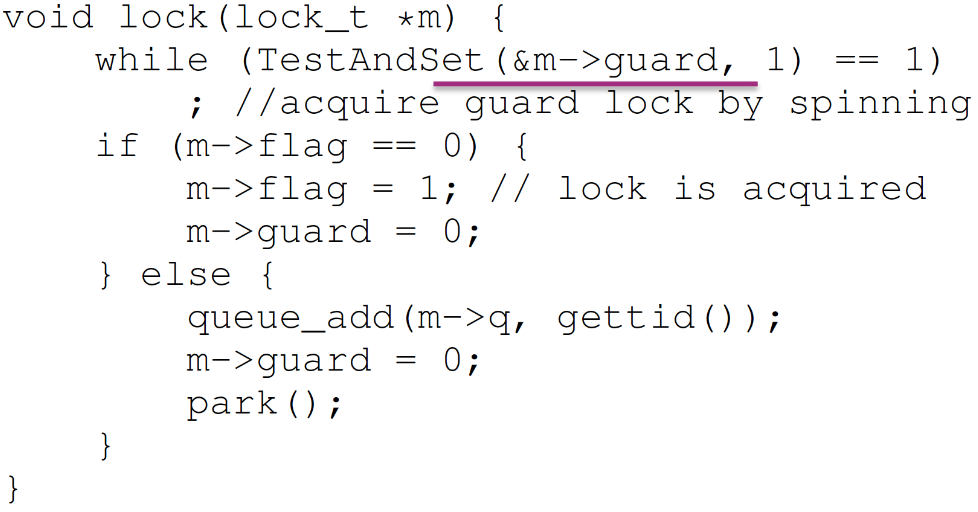 void lock(lock_t *m) {
    while (TestAndSet(&m->guard, 1) == 1)
        ; //acquire guard lock by spinning
    if (m->flag == 0) {
        m->flag = 1; // lock is acquired
        m->guard = 0;
    } else {
        queue_add(m->q, gettid());
        m->guard = 0;
        park();
    }
}